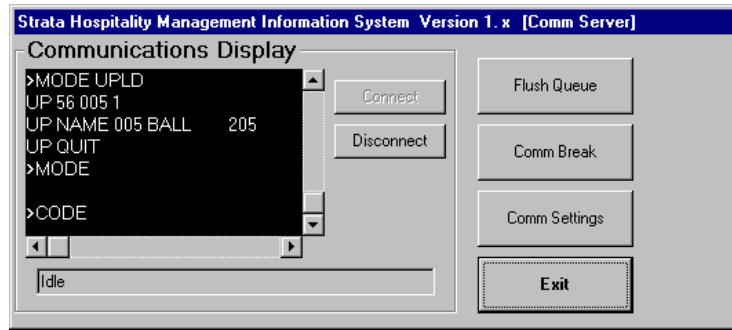 Strata Hospitality Management Information System Version 1. x [Comm Server]
Communications Display
>MODE UPLD
UP 56 005 1
UP NAME 005 BALL 205
UP QUIT
>MODE
>CODE
Connect
Disconnect
Idle
Flush Queue
Comm Break
Comm Settings
Exit